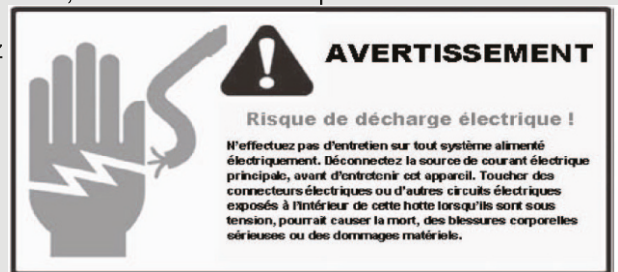 AVERTISSEMENT
Risque de décharge électrique !
N'effectuez pas d'entretien sur tout système alimenté
électriquement. Déconnectez la source de courant électrique
principale, avant d'entretenir cet appareil. Toucher des
connecteurs électriques ou d'autres circuits électriques
exposés à l'intérieur de cette hotte lorsqu'ils sont sous
tension, pourrait causer la mort, des blessures corporelles
sérieuses ou des dommages matériels.